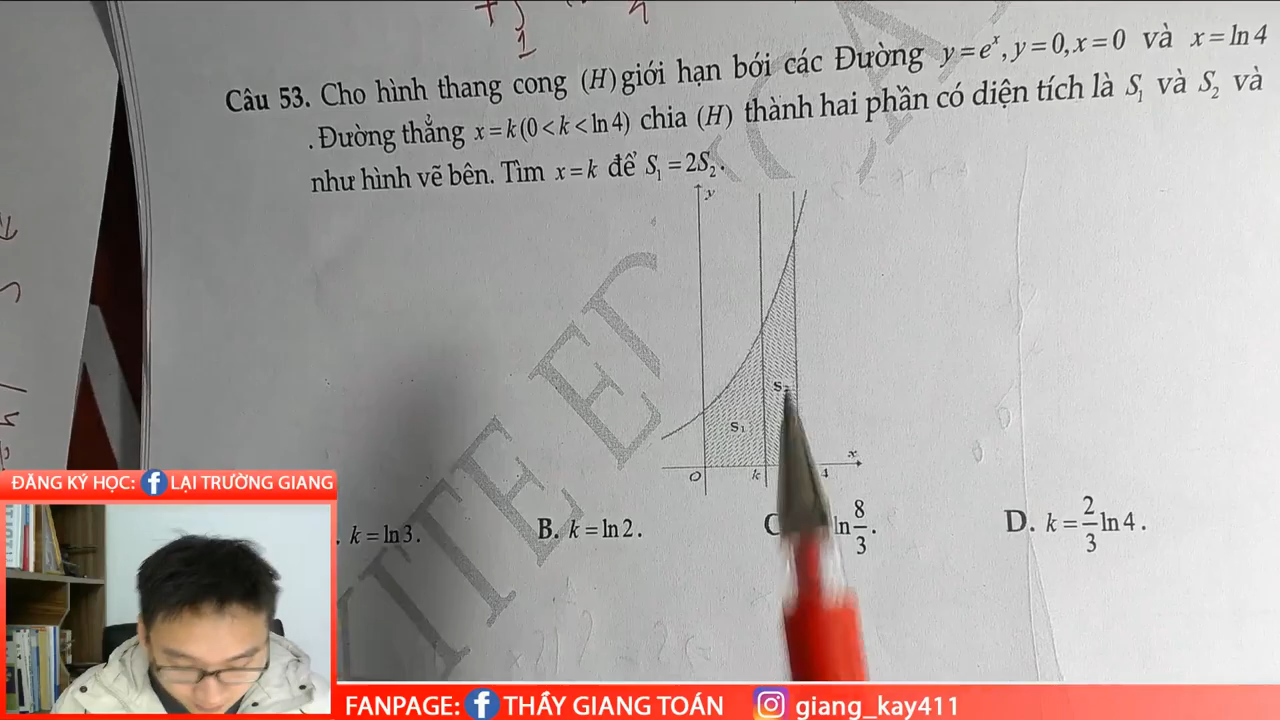 Câu 53. Cho hình thang cong (H) giới hạn bới các Đường y = e^x, y = 0, x = 0 và x = ln 4
. Đường thẳng x = k (0 < k < ln 4) chia (H) thành hai phần có diện tích là S₁ và S₂ và
như hình vẽ bên. Tìm x = k để S₁ = 2S₂.
y
S₂
S₁
x
O k 4
. k = ln 3. B. k = ln 2. C ln 8/3. D. k = 2/3 ln 4.
ĐĂNG KÝ HỌC: f LẠI TRƯỜNG GIANG
FANPAGE: f THẦY GIANG TOÁN giang_kay411